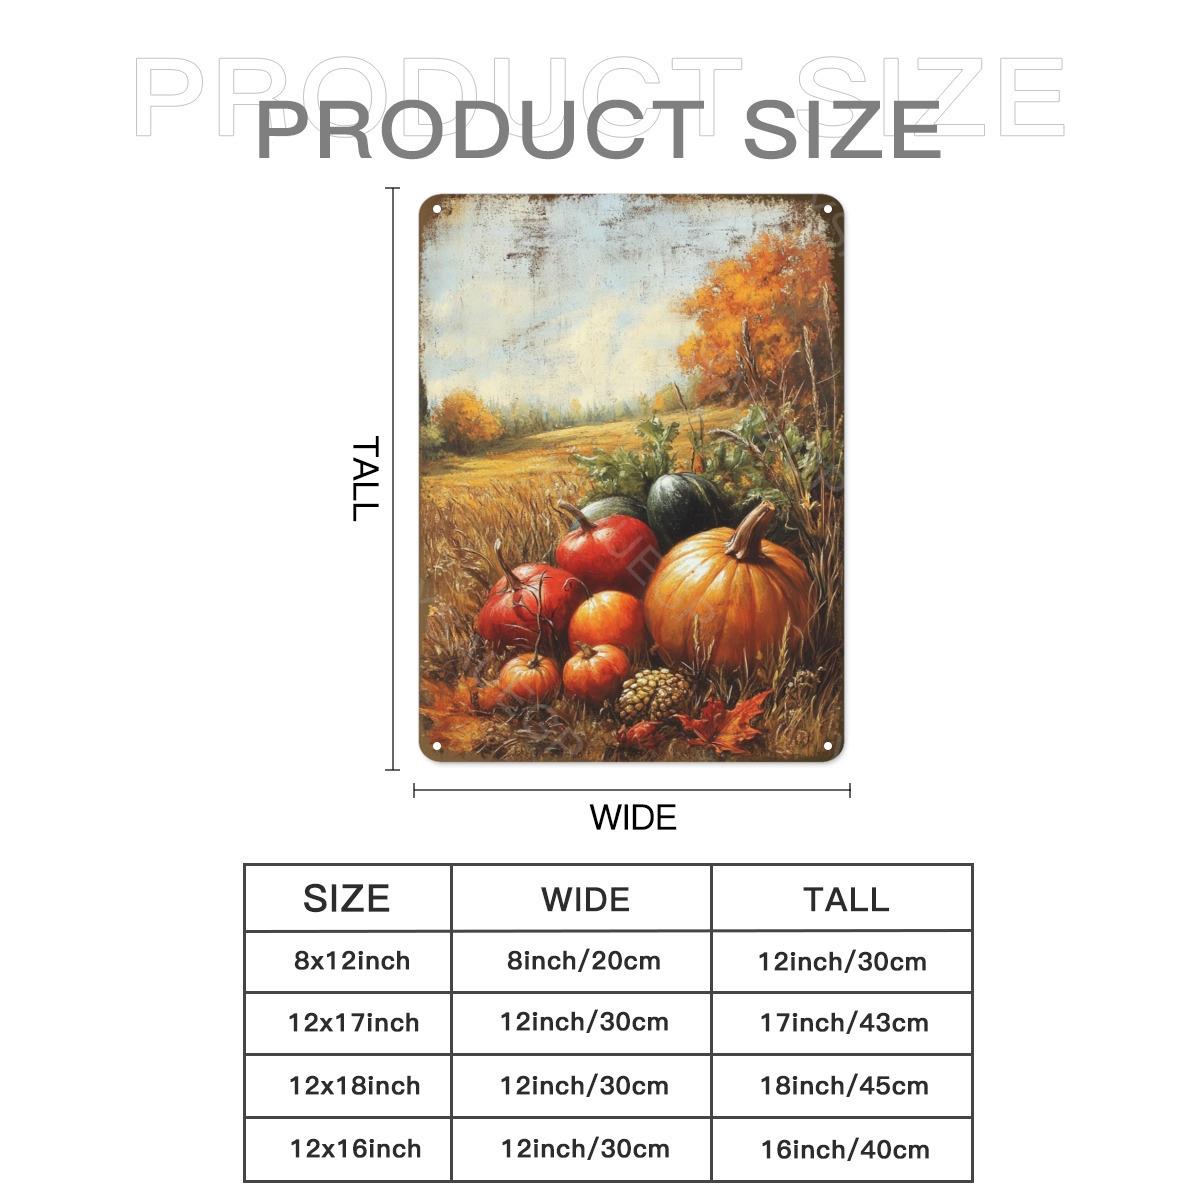 PRODUCT SIZE
PRODUCT SIZE
TALL
WIDE
SIZE WIDE TALL
8x12inch 8inch/20cm 12inch/30cm
12x17inch 12inch/30cm 17inch/43cm
12x18inch 12inch/30cm 18inch/45cm
12x16inch 12inch/30cm 16inch/40cm